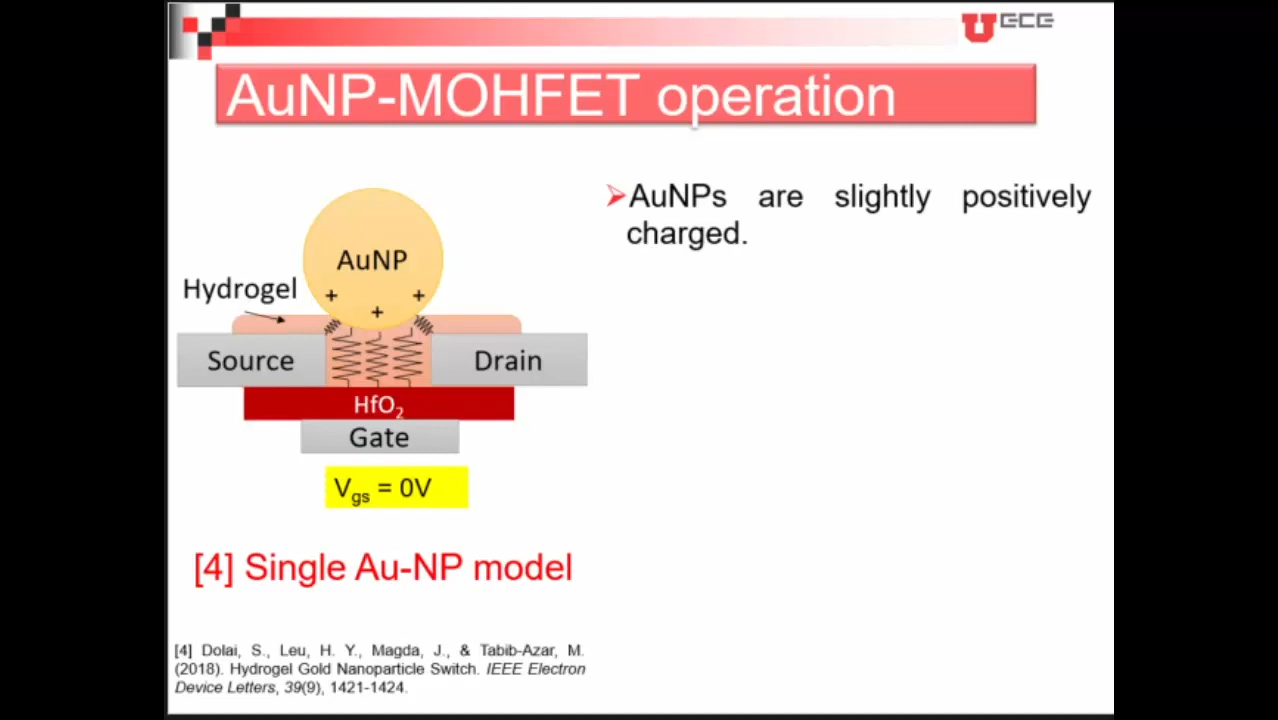 U ECE
AuNP-MOHFET operation
➢AuNPs are slightly positively
charged.
AuNP
Hydrogel
+ +
+
Source
Drain
HfO₂
Gate
Vgs = 0V
[4] Single Au-NP model
[4] Dolai, S., Leu, H. Y., Magda, J., & Tabib-Azar, M.
(2018). Hydrogel Gold Nanoparticle Switch. IEEE Electron
Device Letters, 39(9), 1421-1424.